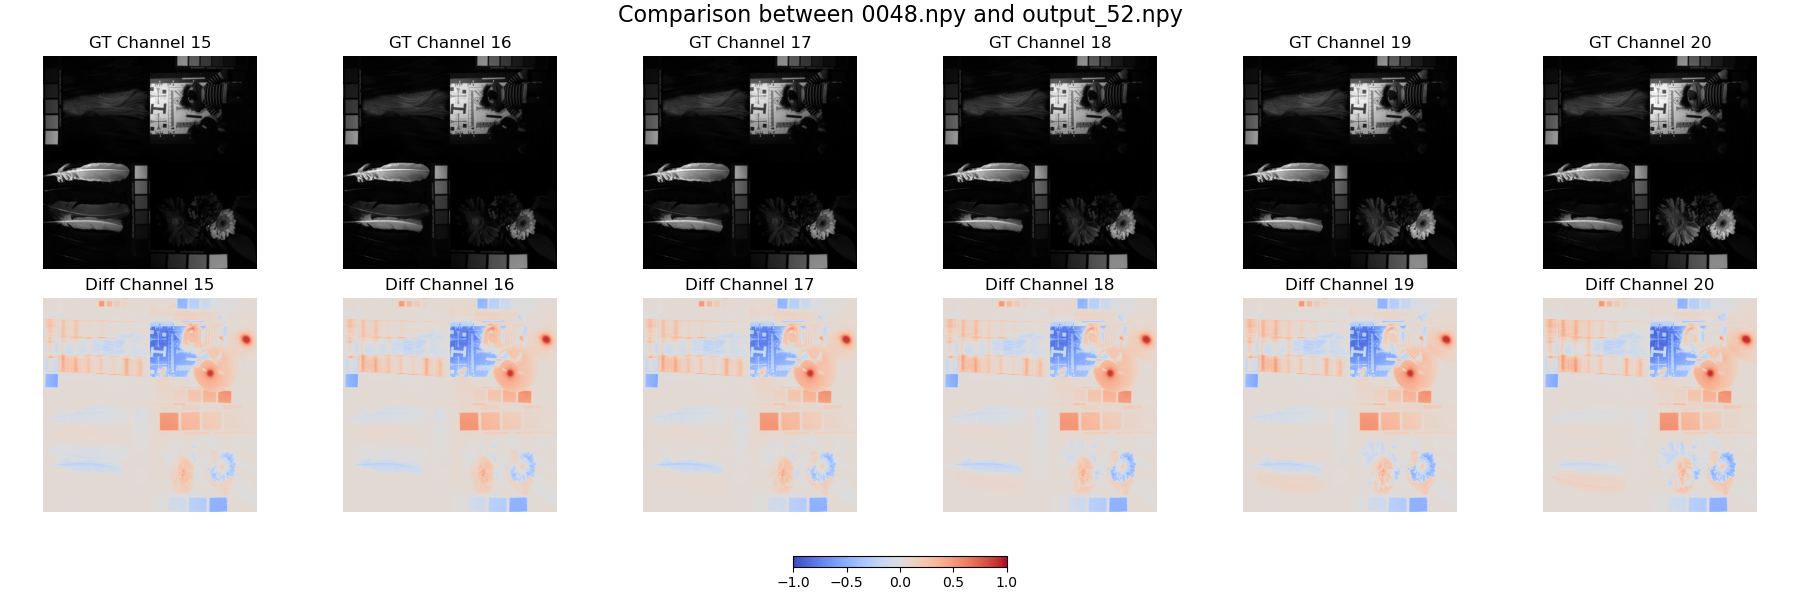 Comparison between 0048.npy and output_52.npy
GT Channel 15
GT Channel 16
GT Channel 17
GT Channel 18
GT Channel 19
GT Channel 20
Diff Channel 15
Diff Channel 16
Diff Channel 17
Diff Channel 18
Diff Channel 19
Diff Channel 20
−1.0 −0.5 0.0 0.5 1.0